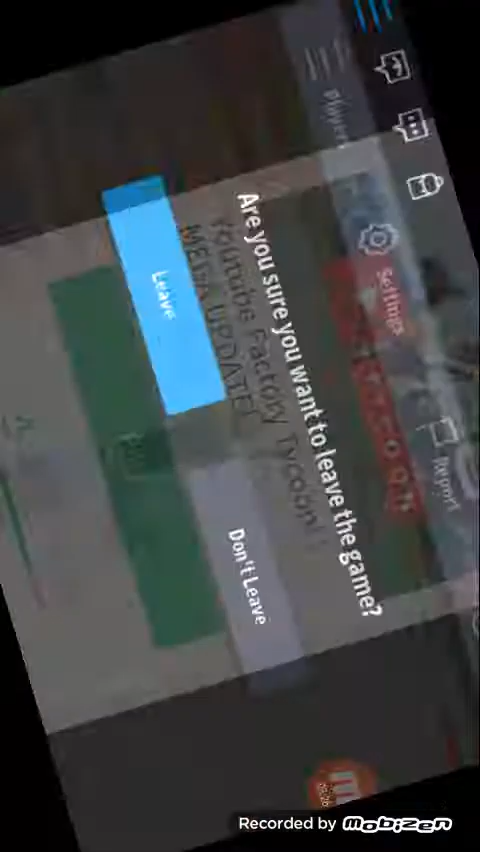 Players
Settings
Report
Are you sure you want to leave the game?
Youtube Factory Tycoon!
MEGA UPDATE!
Leave
Don't Leave
Recorded by mobizen